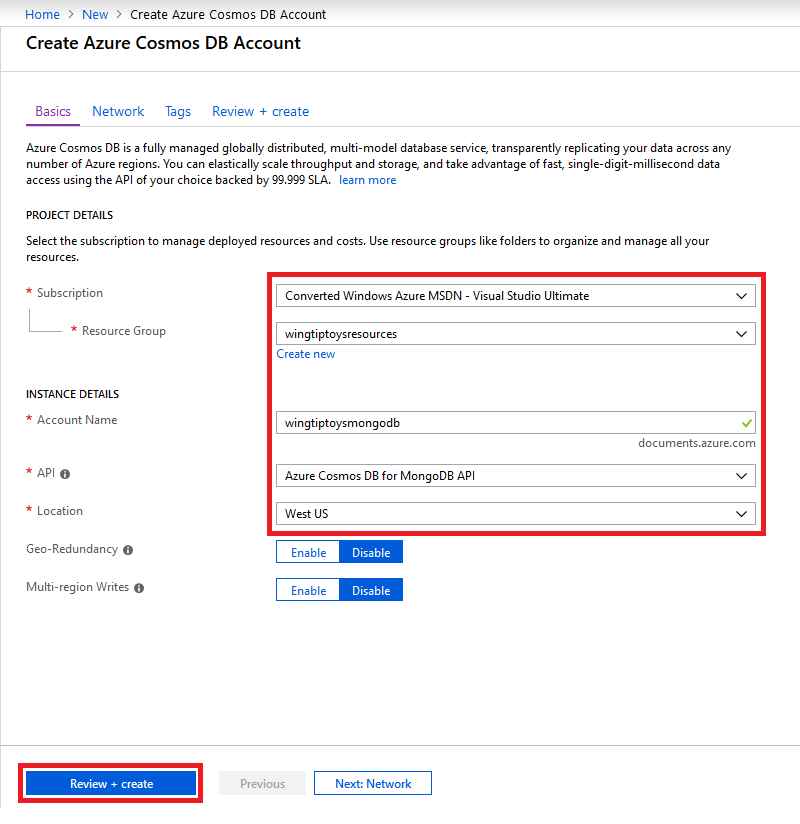 Home > New > Create Azure Cosmos DB Account
Create Azure Cosmos DB Account
Basics Network Tags Review + create
Azure Cosmos DB is a fully managed globally distributed, multi-model database service, transparently replicating your data across any
number of Azure regions. You can elastically scale throughput and storage, and take advantage of fast, single-digit-millisecond data
access using the API of your choice backed by 99.999 SLA. learn more
PROJECT DETAILS
Select the subscription to manage deployed resources and costs. Use resource groups like folders to organize and manage all your
resources.
* Subscription Converted Windows Azure MSDN - Visual Studio Ultimate
* Resource Group wingtiptoysresources
Create new
INSTANCE DETAILS
* Account Name wingtiptoysmongodb
documents.azure.com
* API Azure Cosmos DB for MongoDB API
* Location West US
Geo-Redundancy Enable Disable
Multi-region Writes Enable Disable
Review + create Previous Next: Network